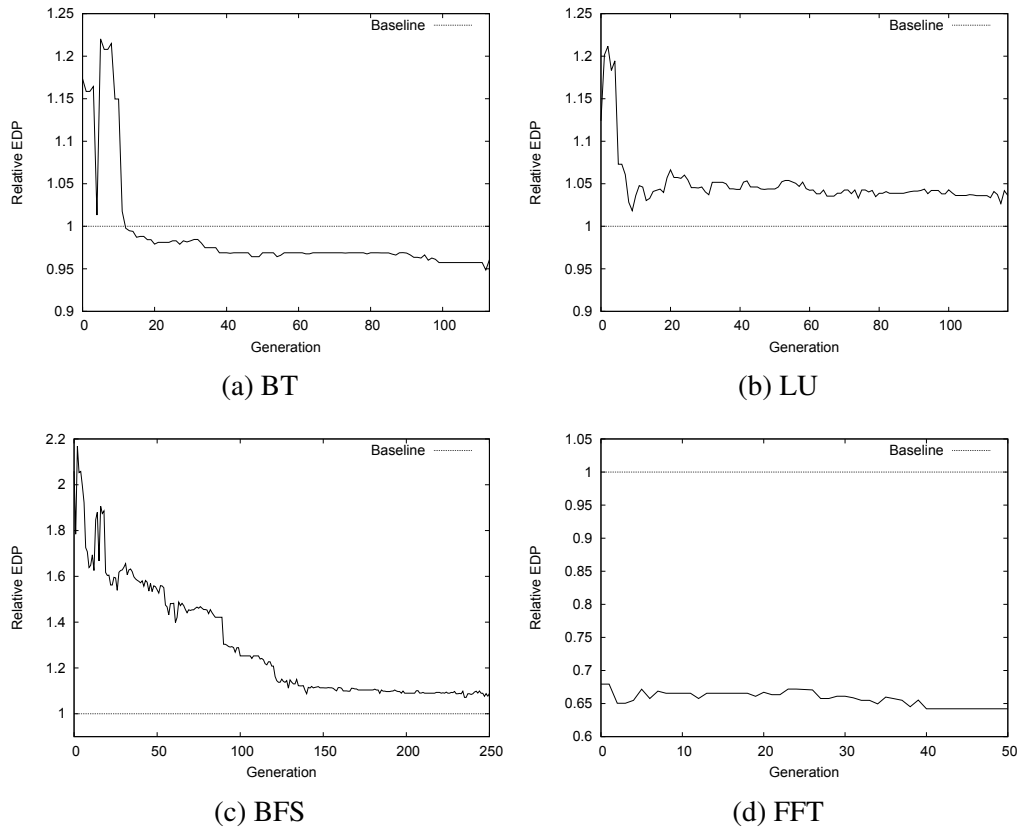 1.25
1.2
1.15
1.1
1.05
1
0.95
0.9
Relative EDP
Baseline
0 20 40 60 80 100
Generation
(a) BT
1.25
1.2
1.15
1.1
1.05
1
0.95
0.9
Relative EDP
Baseline
0 20 40 60 80 100
Generation
(b) LU
2.2
2
1.8
1.6
1.4
1.2
1
Relative EDP
Baseline
0 50 100 150 200 250
Generation
(c) BFS
1.05
1
0.95
0.9
0.85
0.8
0.75
0.7
0.65
0.6
Relative EDP
Baseline
0 10 20 30 40 50
Generation
(d) FFT